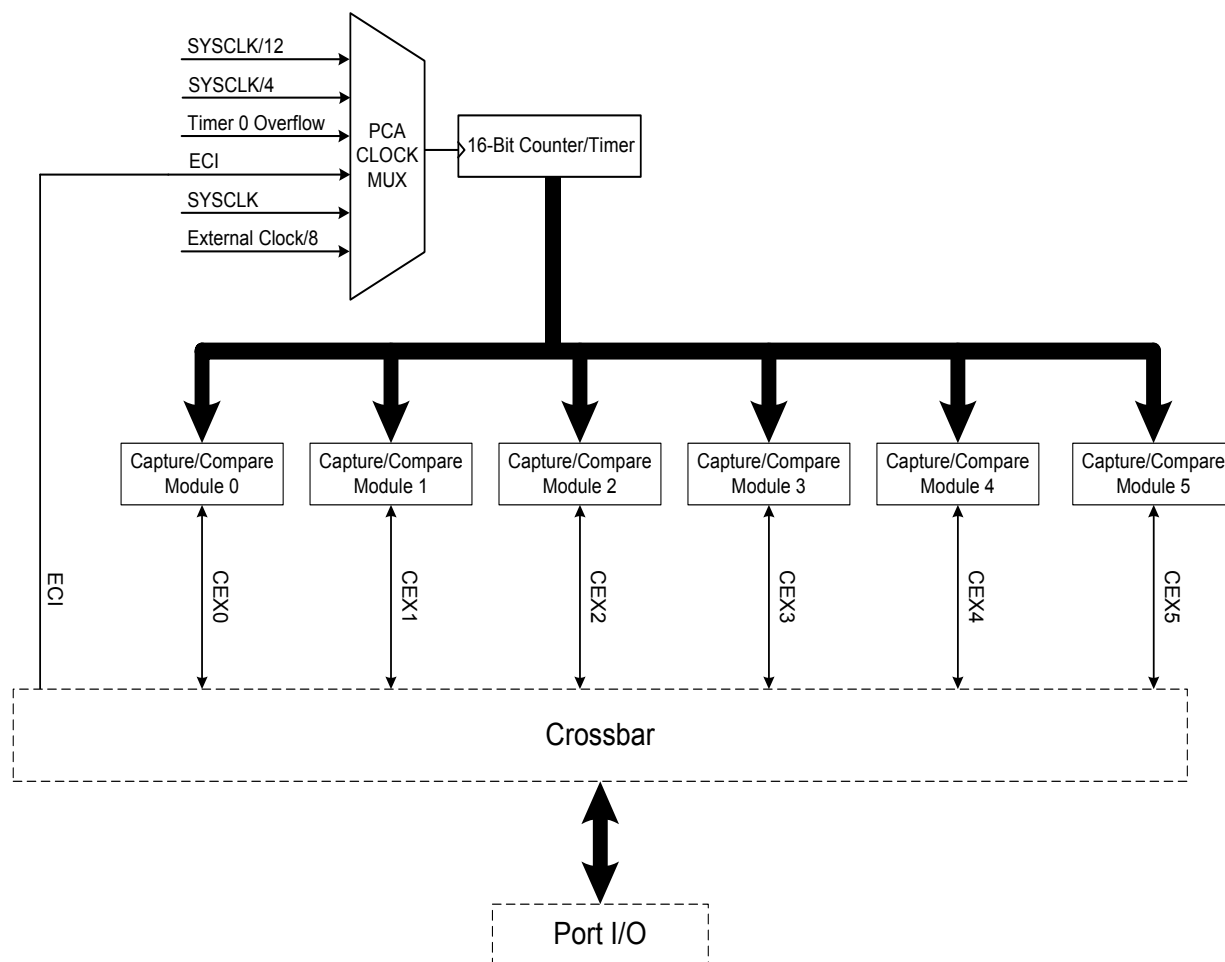 SYSCLK/12
SYSCLK/4
Timer 0 Overflow
ECI
SYSCLK
External Clock/8
PCA
CLOCK
MUX
16-Bit Counter/Timer
Capture/Compare
Module 0
Capture/Compare
Module 1
Capture/Compare
Module 2
Capture/Compare
Module 3
Capture/Compare
Module 4
Capture/Compare
Module 5
ECI
CEX0
CEX1
CEX2
CEX3
CEX4
CEX5
Crossbar
Port I/O